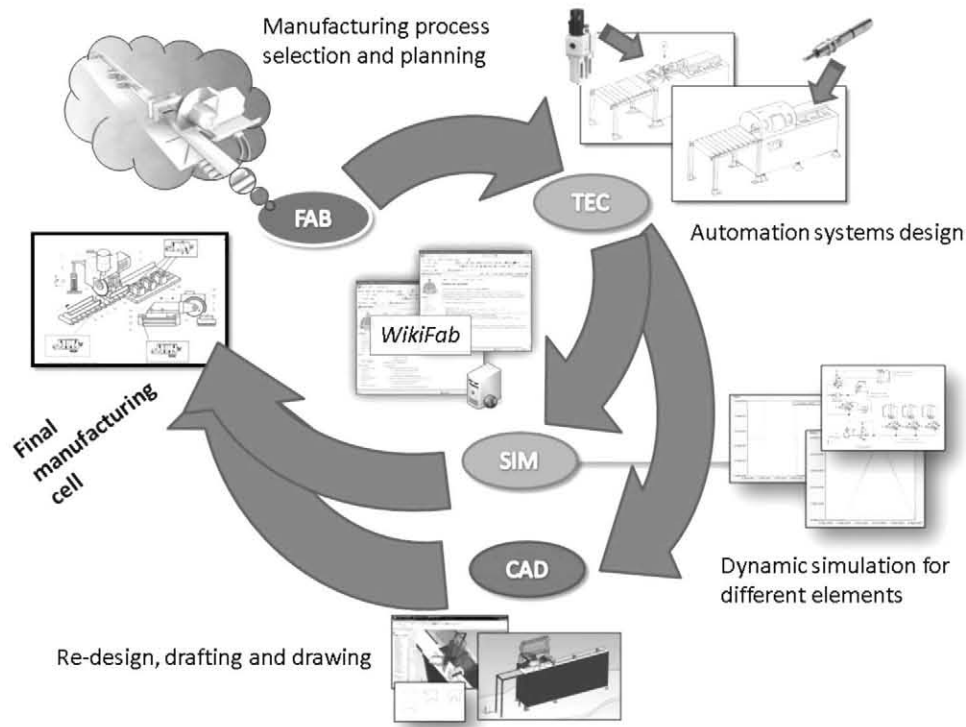 Manufacturing process
selection and planning
FAB
TEC
Automation systems design
WikiFab
Final
manufacturing
cell
SIM
CAD
Dynamic simulation for
different elements
Re-design, drafting and drawing